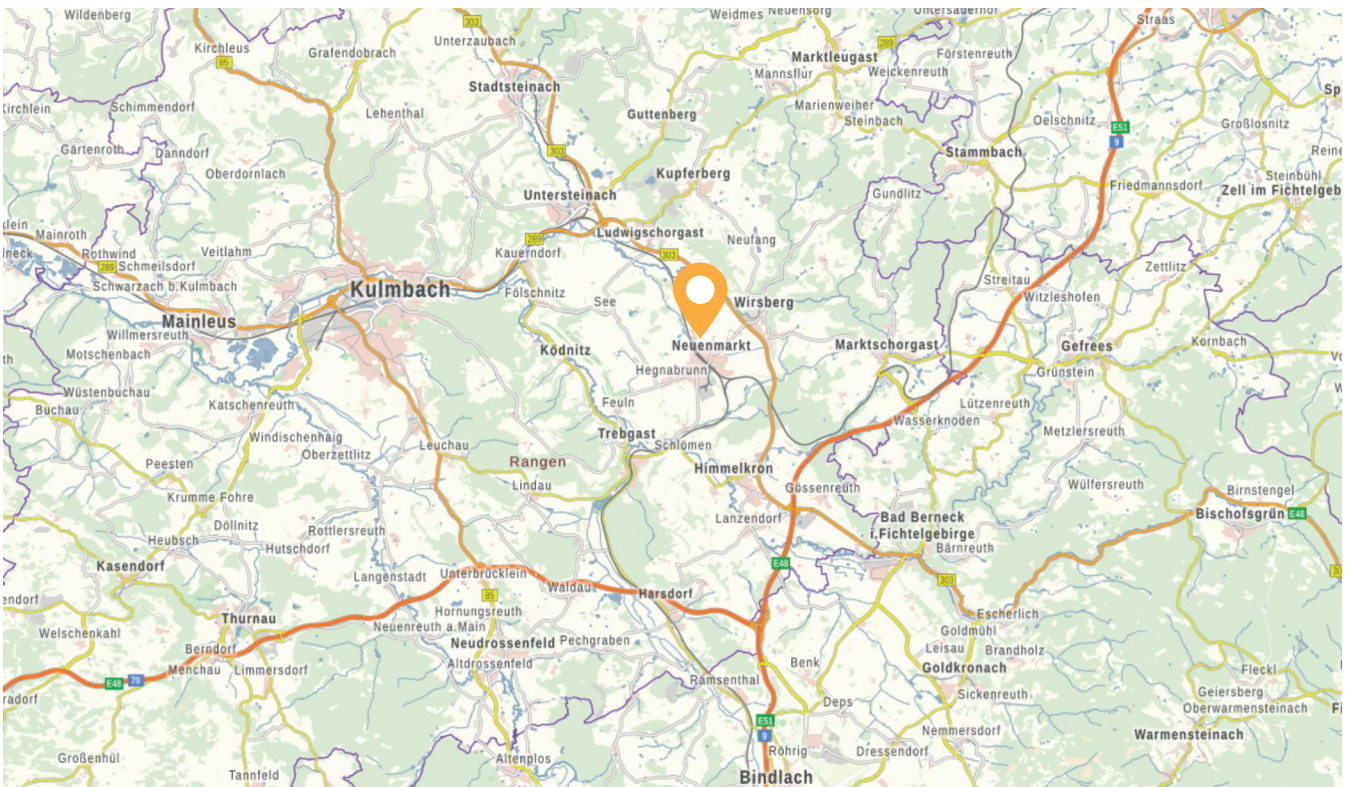 Wildenberg
303
Weidmes
Neuensorg
Untersauerhof
Straas
Kirchleus
85
Grafendobrach
Unterzaubach
Marktleugast
289
Förstenreuth
Mannsflur
Weickenreuth
Stadtsteinach
Kirchlein
Schimmendorf
Lehenthal
Guttenberg
Marienweiher
Steinbach
Oelschnitz
E51
9
Großlosnitz
Gärtenroth
Danndorf
303
Stammbach
Reine
Oberdornlach
Kupferberg
Steinbühl
Friedmannsdorf
Zell im Fichtelgeb
Untersteinach
Gundlitz
Mainroth
Ludwigschorgast
289
Neufang
Rothwind
Veitlahm
Kauerndorf
303
Zettlitz
289
Schmeilsdorf
Schwarzach b.Kulmbach
Kulmbach
Fölschnitz
See
Wirsberg
Streitau
Witzleshofen
Mainleus
Willmersreuth
Neuenmarkt
Marktschorgast
Gefrees
Kornbach
Motschenbach
Ködnitz
Hegnabrunn
Grünstein
Wüstenbuchau
Buchau
Katschenreuth
Feuln
Lützenreuth
Wasserknoden
Windischenhaig
Leuchau
Trebgast
Schlömen
Metzlersreuth
Oberzettlitz
Peesten
Rangen
Himmelkron
Lindau
Gössenreuth
Wülfersreuth
Krumme Fohre
Birnstengel
Döllnitz
Rottlersreuth
Lanzendorf
Bad Berneck
i.Fichtelgebirge
Bischofsgrün
E48
Heubsch
Hutschdorf
Bärnreuth
Kasendorf
Langenstadt
Unterbrücklein
Waldau
E48
303
Harsdorf
85
Hornungsreuth
Escherlich
Thurnau
Neuenreuth a.Main
Goldmühl
Welschenkahl
Neudrossenfeld
Pechgraben
Leisau
Brandholz
Berndorf
Altdrossenfeld
Benk
Goldkronach
Menchau
Limmersdorf
Ramsenthal
Fleckl
E48
70
Sickenreuth
Geiersberg
Deps
Oberwarmensteinach
E51
9
Nemmersdorf
Warmensteinach
Großenhül
Röhrig
Dressendorf
Altenplos
Tannfeld
Bindlach